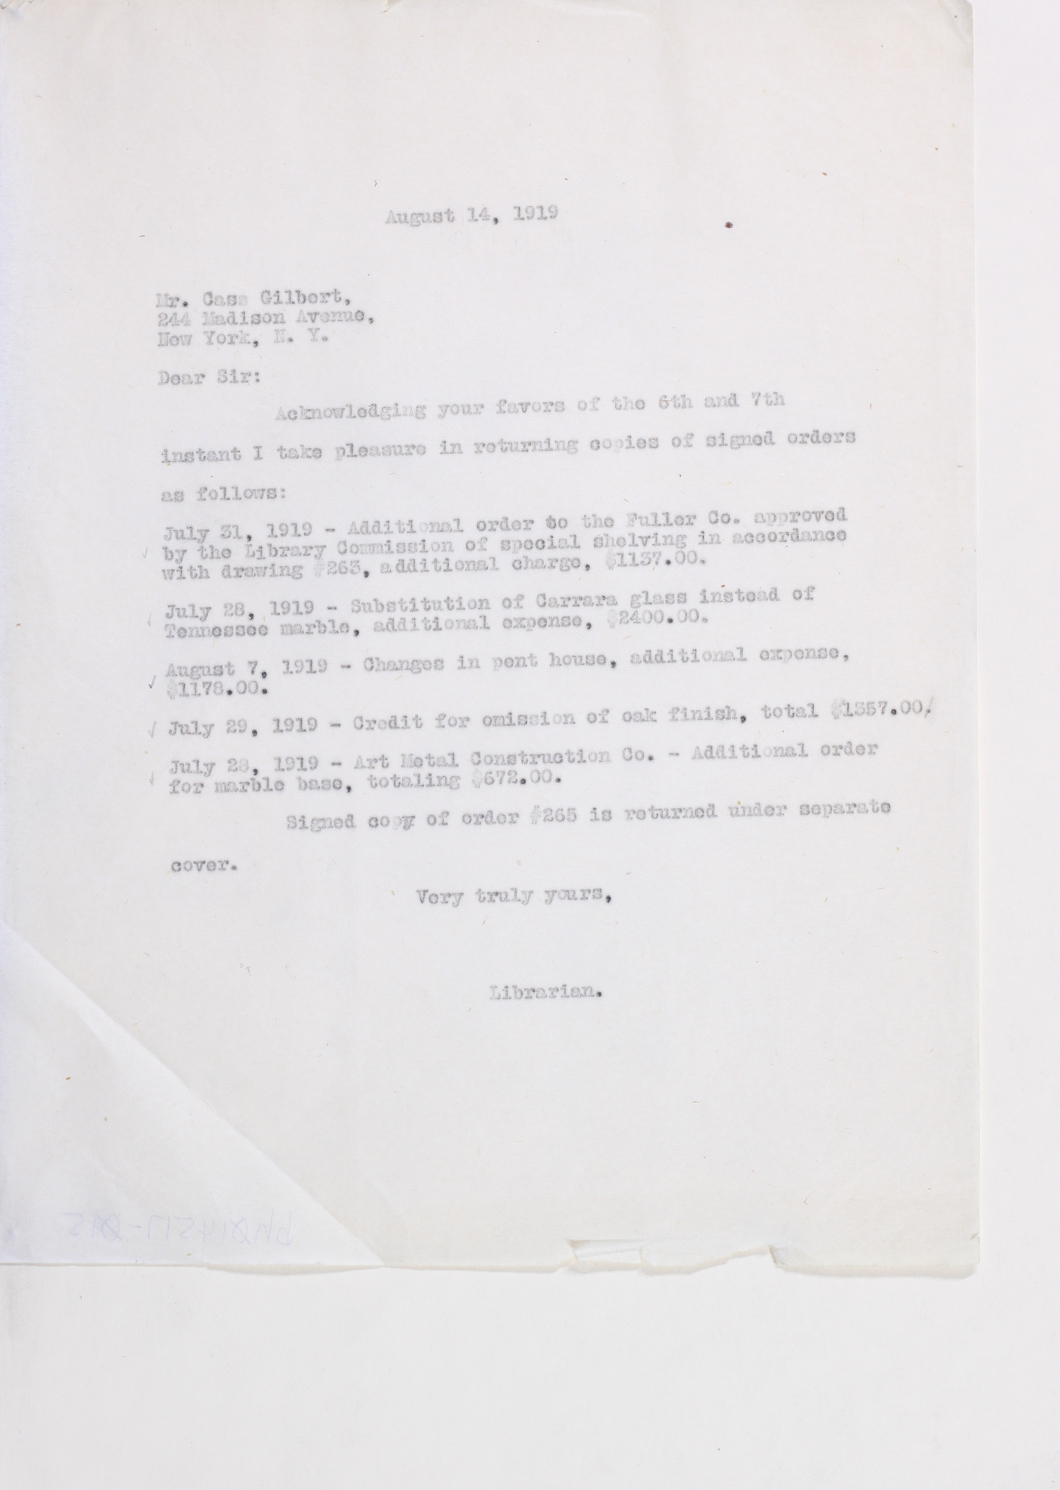 August 14, 1919
Mr. Cass Gilbert,
244 Madison Avenue,
New York, N. Y.
Dear Sir:
Acknowledging your favors of the 6th and 7th
instant I take pleasure in returning copies of signed orders
as follows:
July 31, 1919 - Additional order to the Fuller Co. approved
by the Library Commission of special shelving in accordance
with drawing #263, additional charge, $1137.00.
July 28, 1919 - Substitution of Carrara glass instead of
Tennessee marble, additional expense, $2400.00.
August 7, 1919 - Changes in pent house, additional expense,
$1178.00.
July 29, 1919 - Credit for omission of oak finish, total $1357.00.
July 28, 1919 - Art Metal Construction Co. - Additional order
for marble base, totaling $672.00.
Signed copy of order #265 is returned under separate
cover.
Very truly yours,
Librarian.